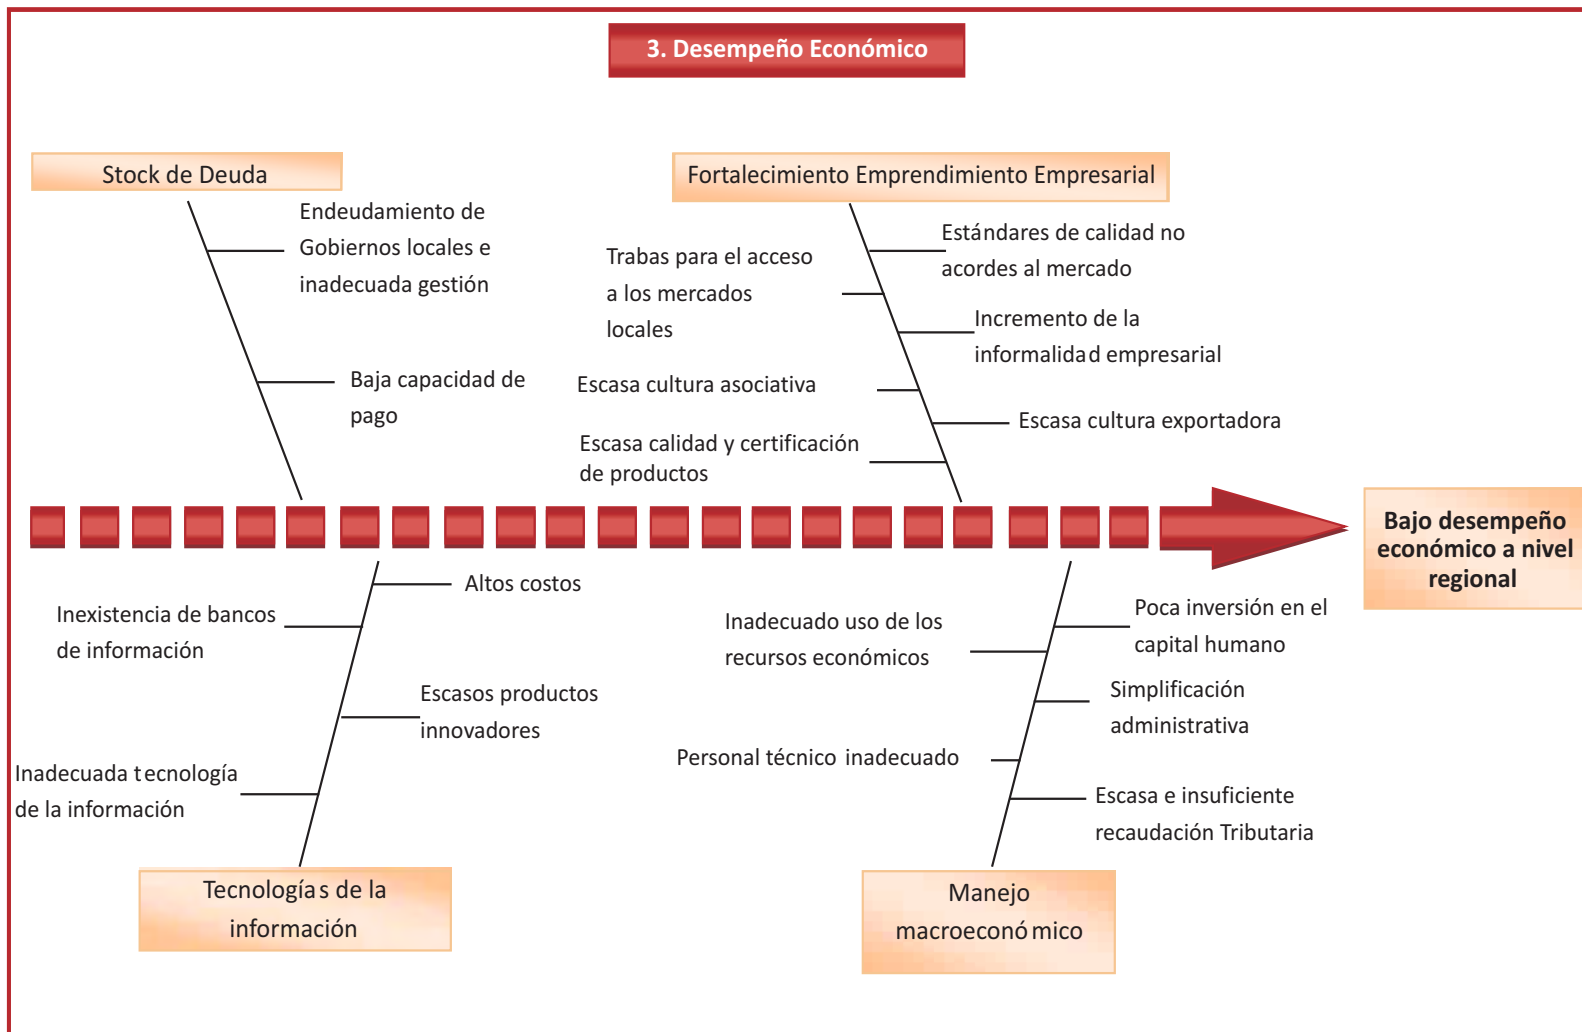 3. Desempeño Económico
Stock de Deuda
Endeudamiento de
Gobiernos locales e
inadecuada gestión
Baja capacidad de
pago
Fortalecimiento Emprendimiento Empresarial
Trabas para el acceso
a los mercados
locales
Estándares de calidad no
acordes al mercado
Incremento de la
informalidad empresarial
Escasa cultura asociativa
Escasa cultura exportadora
Escasa calidad y certificación
de productos
Bajo desempeño
económico a nivel
regional
Altos costos
Inexistencia de bancos
de información
Escasos productos
innovadores
Inadecuada tecnología
de la información
Tecnologías de la
información
Inadecuado uso de los
recursos económicos
Poca inversión en el
capital humano
Simplificación
administrativa
Personal técnico inadecuado
Escasa e insuficiente
recaudación Tributaria
Manejo
macroeconómico